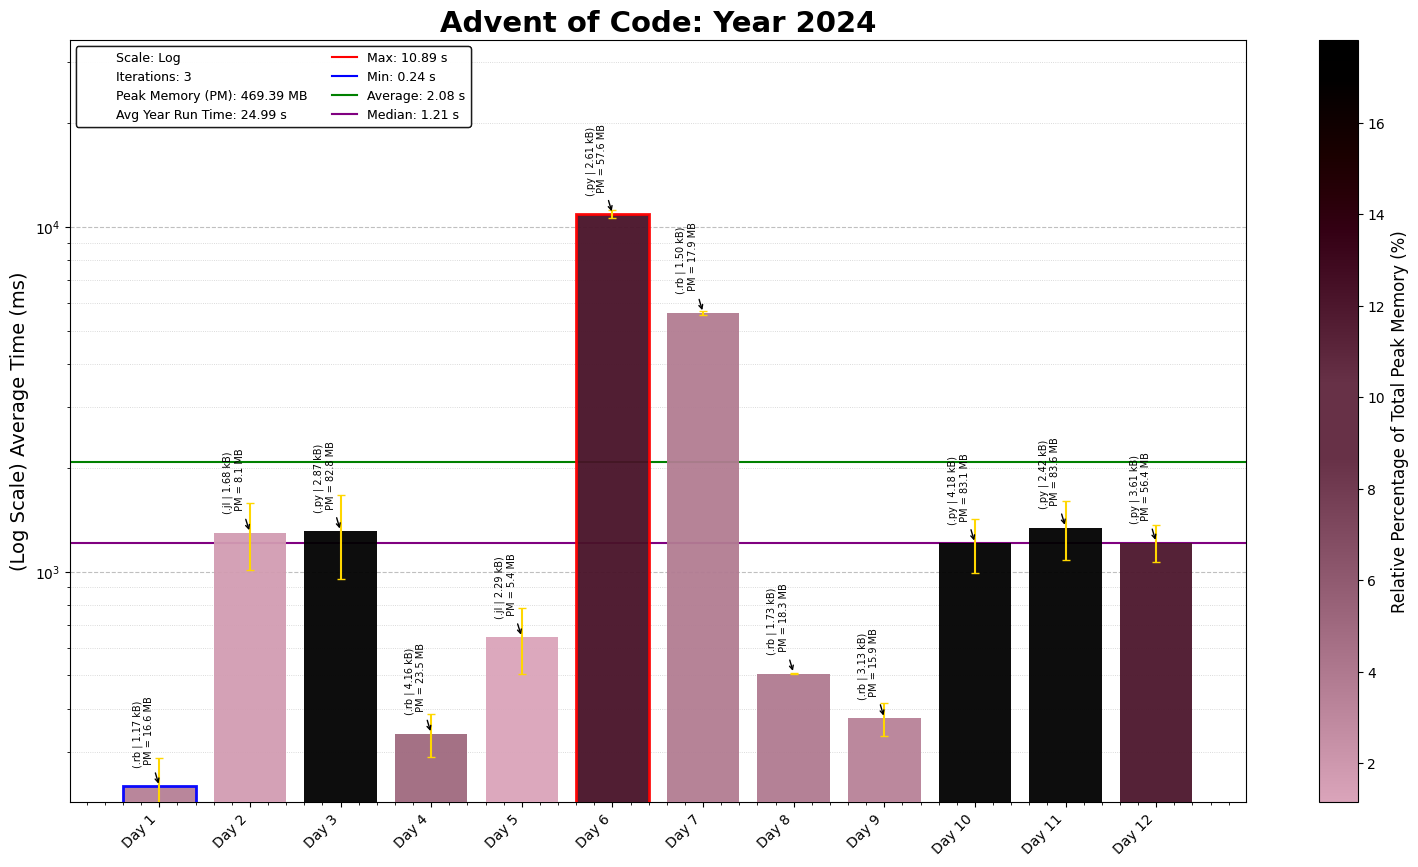 Advent of Code: Year 2024
Scale: Log
Iterations: 3
Peak Memory (PM): 469.39 MB
Avg Year Run Time: 24.99 s
Max: 10.89 s
Min: 0.24 s
Average: 2.08 s
Median: 1.21 s
(Log Scale) Average Time (ms)
10⁴
10³
(.rb | 1.17 kB)
PM = 16.6 MB
(.jl | 1.68 kB)
PM = 8.1 MB
(.py | 2.87 kB)
PM = 82.8 MB
(.rb | 4.16 kB)
PM = 23.5 MB
(.jl | 2.29 kB)
PM = 5.4 MB
(.py | 2.61 kB)
PM = 57.6 MB
(.rb | 1.50 kB)
PM = 17.9 MB
(.rb | 1.73 kB)
PM = 18.3 MB
(.rb | 3.13 kB)
PM = 15.9 MB
(.py | 4.18 kB)
PM = 83.1 MB
(.py | 2.42 kB)
PM = 83.6 MB
(.py | 3.61 kB)
PM = 56.4 MB
Day 1
Day 2
Day 3
Day 4
Day 5
Day 6
Day 7
Day 8
Day 9
Day 10
Day 11
Day 12
16
14
12
10
8
6
4
2
Relative Percentage of Total Peak Memory (%)